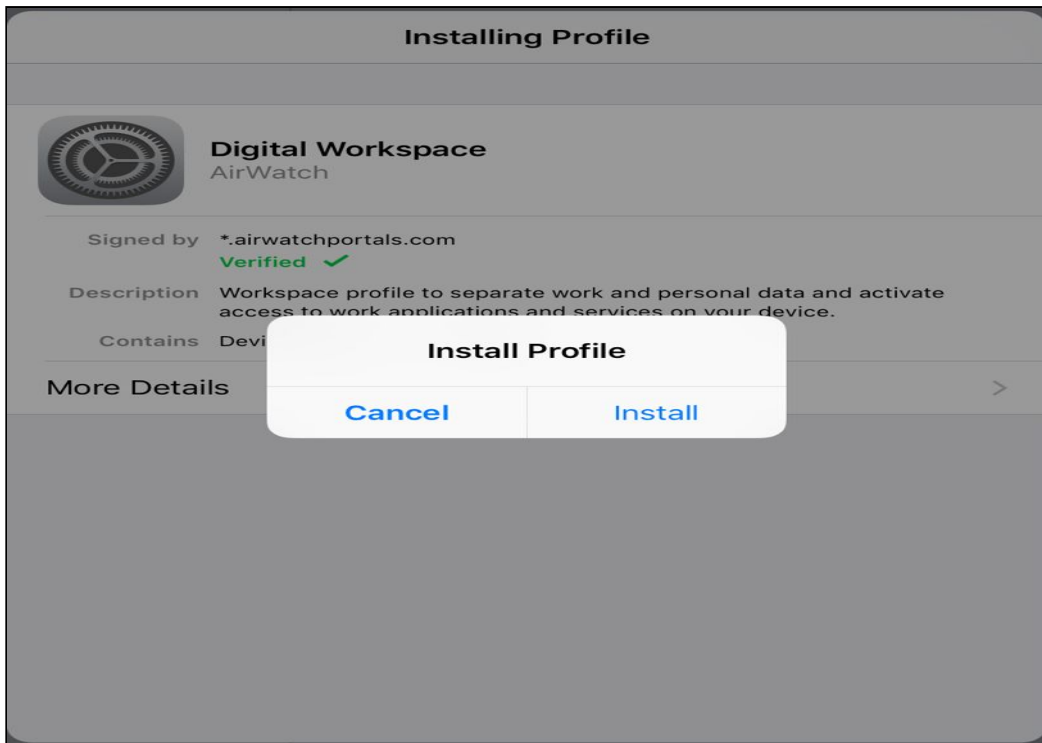 Installing Profile
Digital Workspace
AirWatch
Signed by *.airwatchportals.com
Verified
Description Workspace profile to separate work and personal data and activate
access to work applications and services on your device.
Contains
Install Profile
More Details
Cancel Install